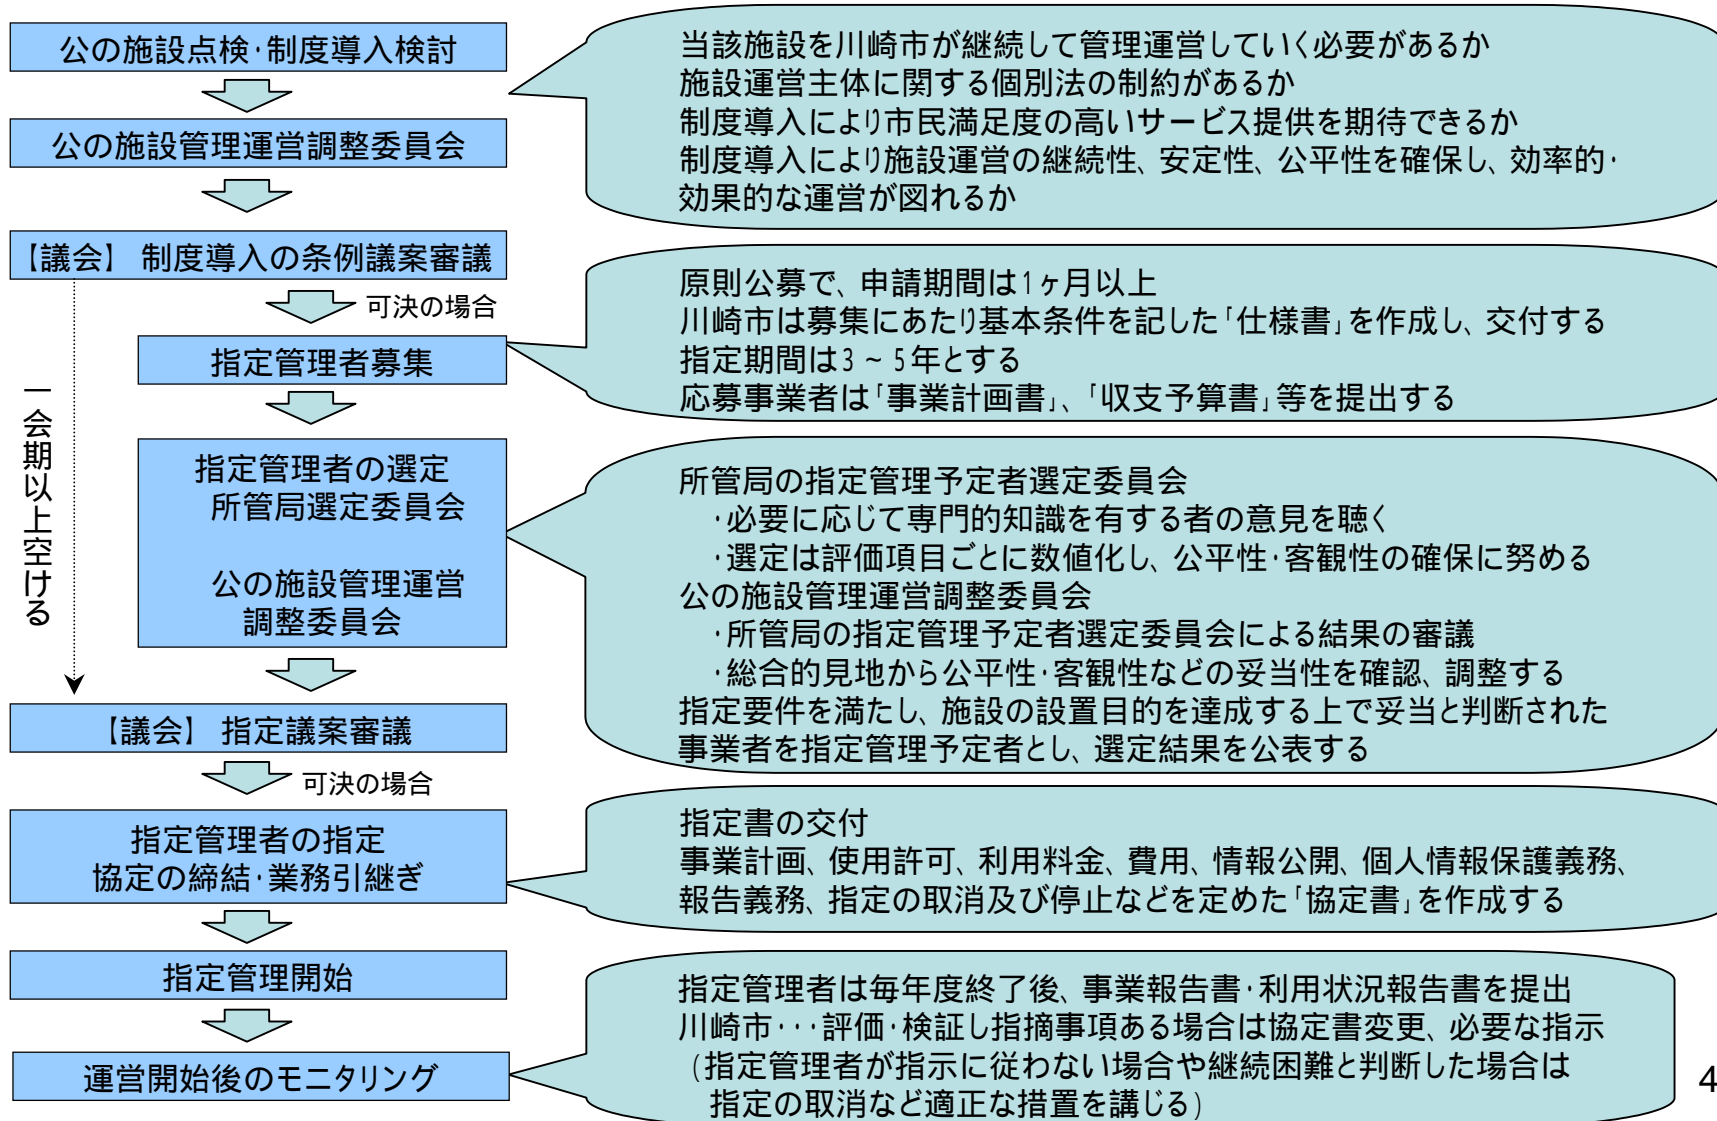 公の施設点検・制度導入検討
公の施設管理運営調整委員会
当該施設を川崎市が継続して管理運営していく必要があるか
施設運営主体に関する個別法の制約があるか
制度導入により市民満足度の高いサービス提供を期待できるか
制度導入により施設運営の継続性、安定性、公平性を確保し、効率的・
効果的な運営が図れるか
【議会】 制度導入の条例議案審議
可決の場合
指定管理者募集
原則公募で、申請期間は1ヶ月以上
川崎市は募集にあたり基本条件を記した「仕様書」を作成し、交付する
指定期間は3~5年とする
応募事業者は「事業計画書」、「収支予算書」等を提出する
一会期以上空ける
指定管理者の選定
所管局選定委員会
公の施設管理運営
調整委員会
所管局の指定管理予定者選定委員会
・必要に応じて専門的知識を有する者の意見を聴く
・選定は評価項目ごとに数値化し、公平性・客観性の確保に努める
公の施設管理運営調整委員会
・所管局の指定管理予定者選定委員会による結果の審議
・総合的見地から公平性・客観性などの妥当性を確認、調整する
指定要件を満たし、施設の設置目的を達成する上で妥当と判断された
事業者を指定管理予定者とし、選定結果を公表する
【議会】 指定議案審議
可決の場合
指定管理者の指定
協定の締結・業務引継ぎ
指定書の交付
事業計画、使用許可、利用料金、費用、情報公開、個人情報保護義務、
報告義務、指定の取消及び停止などを定めた「協定書」を作成する
指定管理開始
運営開始後のモニタリング
指定管理者は毎年度終了後、事業報告書・利用状況報告書を提出
川崎市・・・評価・検証し指摘事項ある場合は協定書変更、必要な指示
(指定管理者が指示に従わない場合や継続困難と判断した場合は
指定の取消など適正な措置を講じる)
4